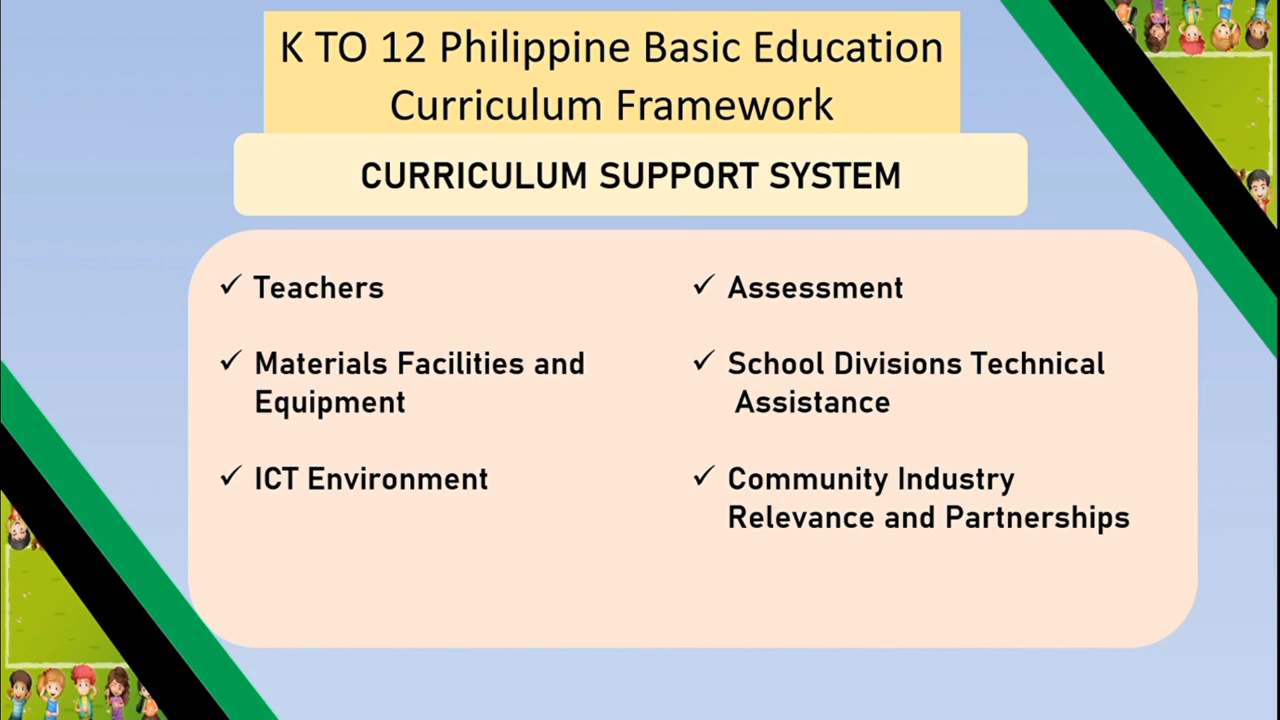 K TO 12 Philippine Basic Education
Curriculum Framework
CURRICULUM SUPPORT SYSTEM
✓ Teachers
✓ Materials Facilities and
Equipment
✓ ICT Environment
✓ Assessment
✓ School Divisions Technical
Assistance
✓ Community Industry
Relevance and Partnerships